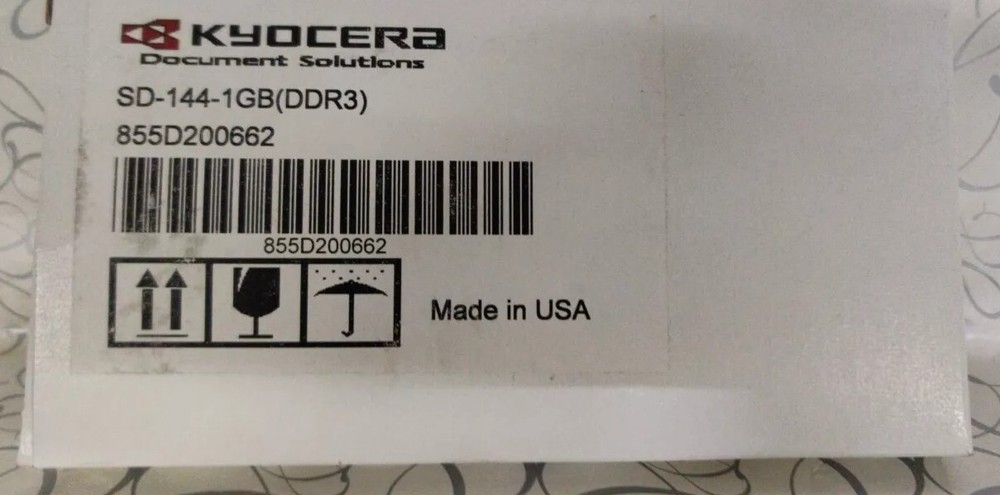 KYOCERA
Document Solutions
SD-144-1GB(DDR3)
855D200662
855D200662
Made in USA